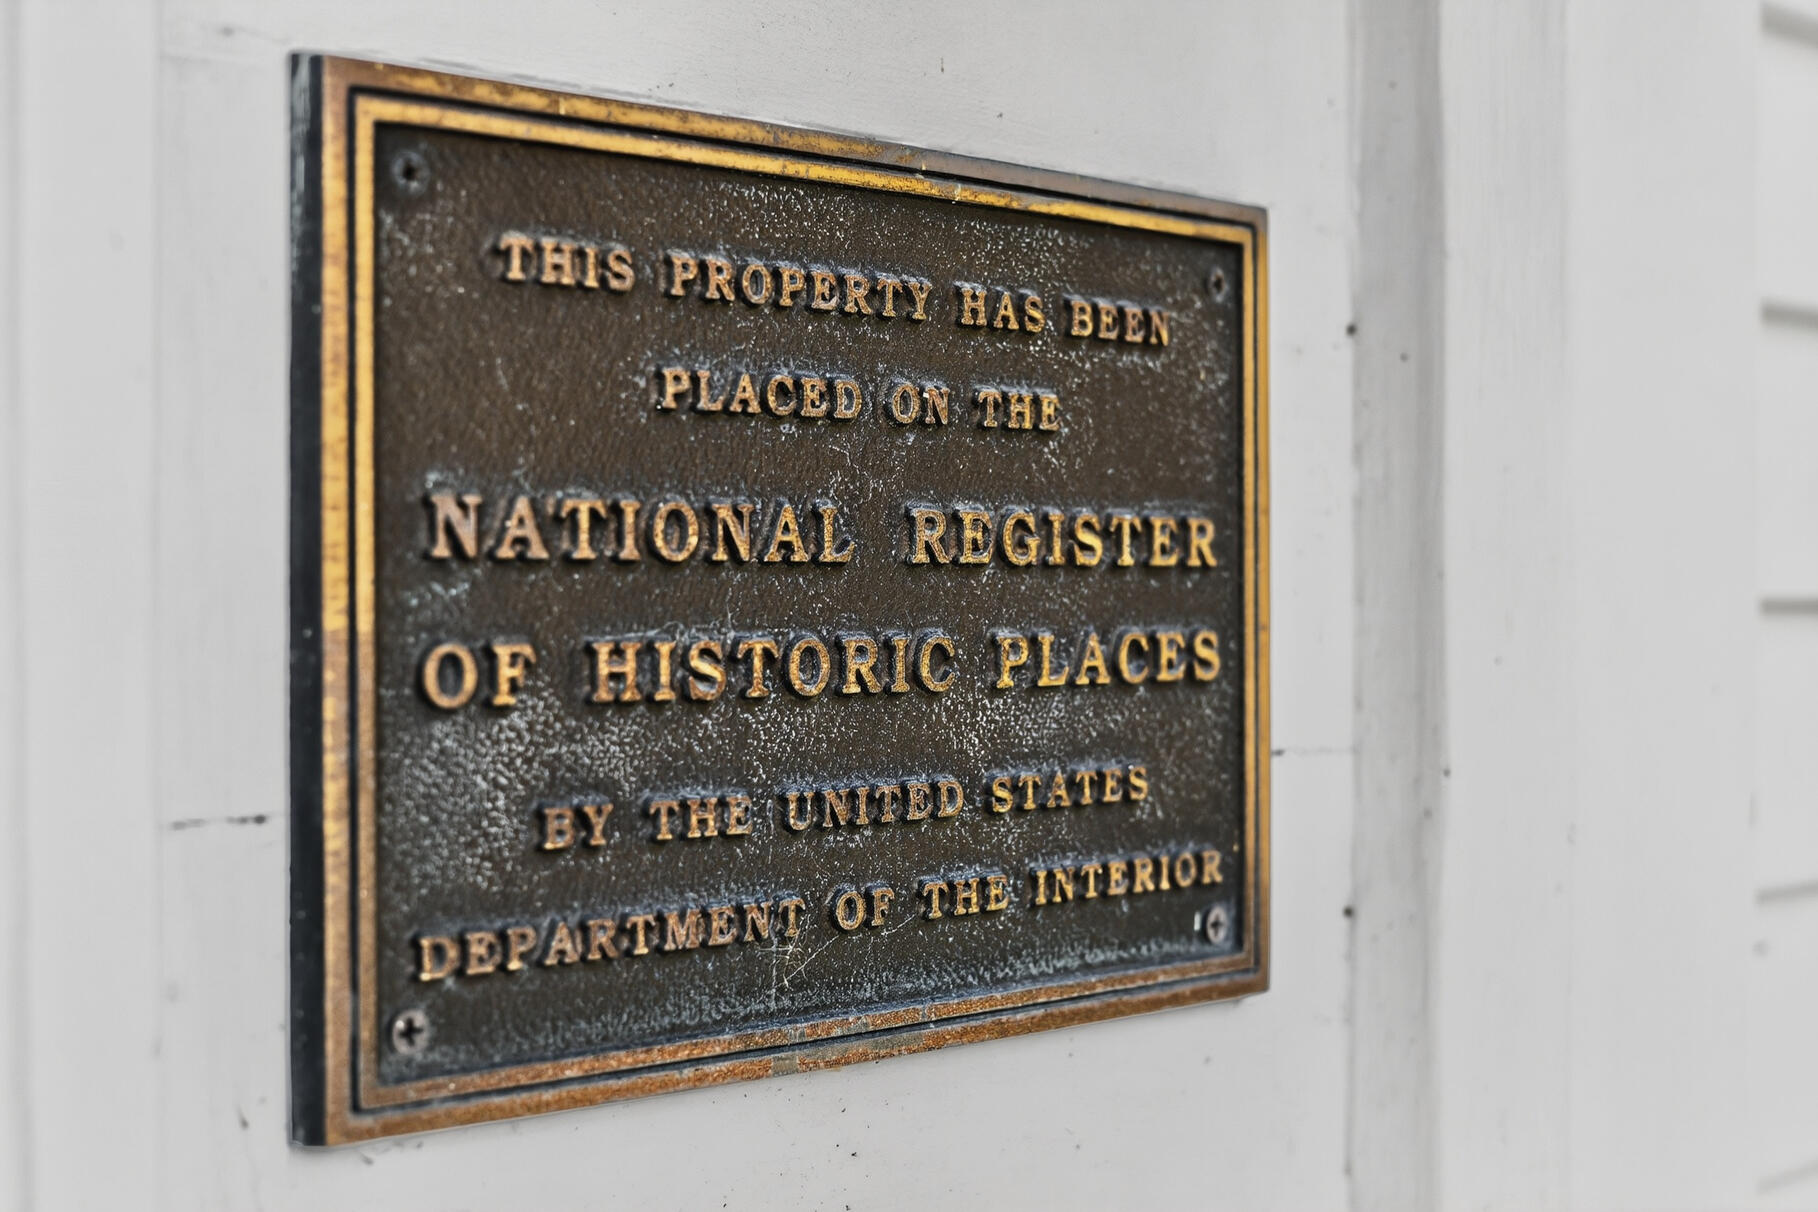 THIS PROPERTY HAS BEEN
PLACED ON THE
NATIONAL REGISTER
OF HISTORIC PLACES
BY THE UNITED STATES
DEPARTMENT OF THE INTERIOR